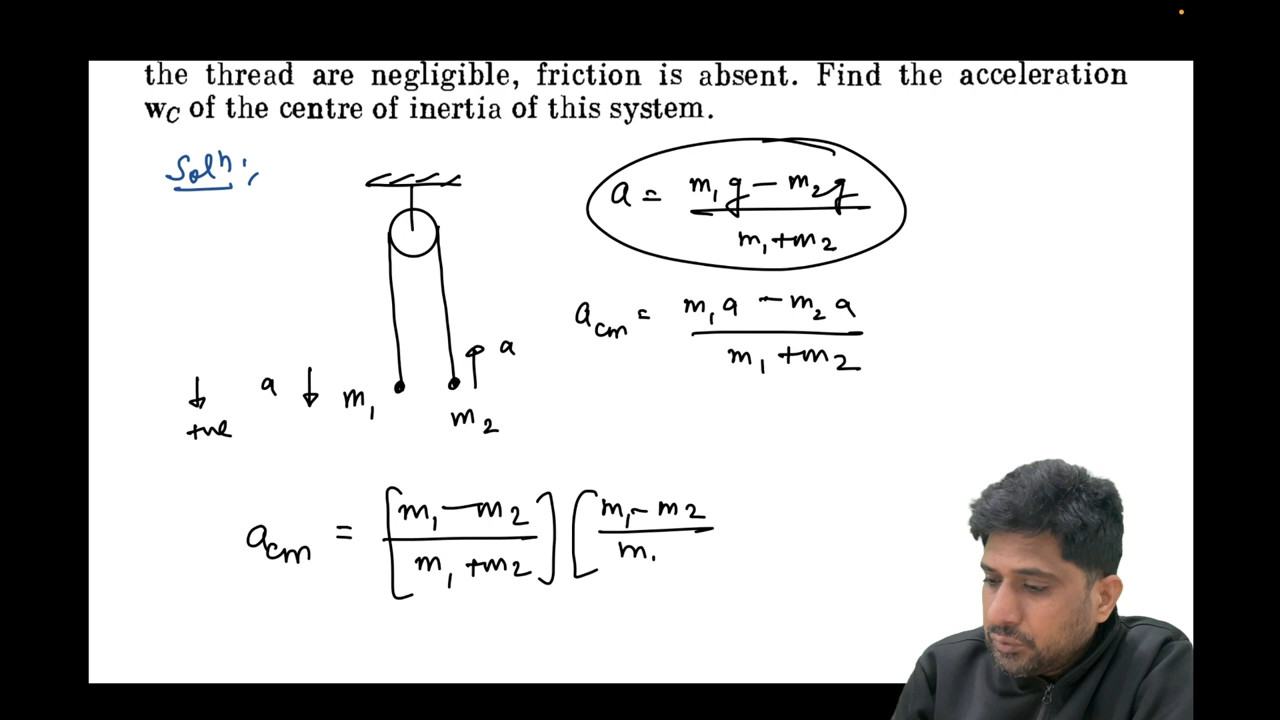 the thread are negligible, friction is absent. Find the acceleration
w_C of the centre of inertia of this system.
Solⁿ:
a = (m₁g − m₂g) / (m₁+m₂)
a_cm = (m₁a − m₂a) / (m₁+m₂)
a
↓ +ve a ↓ m₁
m₂
a_cm = [(m₁−m₂) / (m₁+m₂)] [(m₁−m₂) / m.